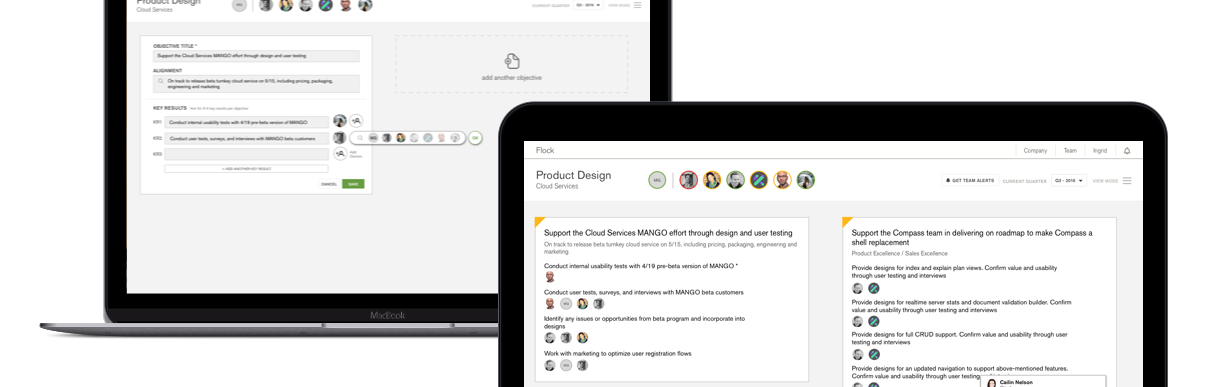 Product Design
Cloud Services
MG
CURRENT QUARTER
Q2 - 2016
VIEW MODE
OBJECTIVE TITLE *
Support the Cloud Services MANGO effort through design and user testing
ALIGNMENT
On track to release beta turnkey cloud service on 5/15, including pricing, packaging,
engineering and marketing
KEY RESULTS
Conduct internal usability tests with 4/19 pre-beta version of MANGO
Conduct user tests, surveys, and interviews with MANGO beta customers
MG
OK
Add
Owners
+ ADD ANOTHER KEY RESULT
CANCEL
SAVE
add another objective
MacBook
Flock
Company
Team
Ingrid
Product Design
Cloud Services
MG
GET TEAM ALERTS
CURRENT QUARTER
Q2 - 2016
VIEW MODE
Support the Cloud Services MANGO effort through design and user testing
On track to release beta turnkey cloud service on 5/15, including pricing, packaging, engineering and
marketing
Conduct internal usability tests with 4/19 pre-beta version of MANGO *
Conduct user tests, surveys, and interviews with MANGO beta customers
MG
Identify any issues or opportunities from beta program and incorporate into
designs
Work with marketing to optimize user registration flows
MG
Support the Compass team in delivering on roadmap to make Compass a
shell replacement
Product Excellence / Sales Excellence
Provide designs for index and explain plan views. Confirm value and usability
through user testing and interviews
Provide designs for realtime server stats and document validation builder. Confirm
value and usability through user testing and interviews
Provide designs for full CRUD support. Confirm value and usability through user
testing and interviews
Provide designs for an updated navigation to support above-mentioned features.
Confirm value and usability through user testing
Cailin Nelson